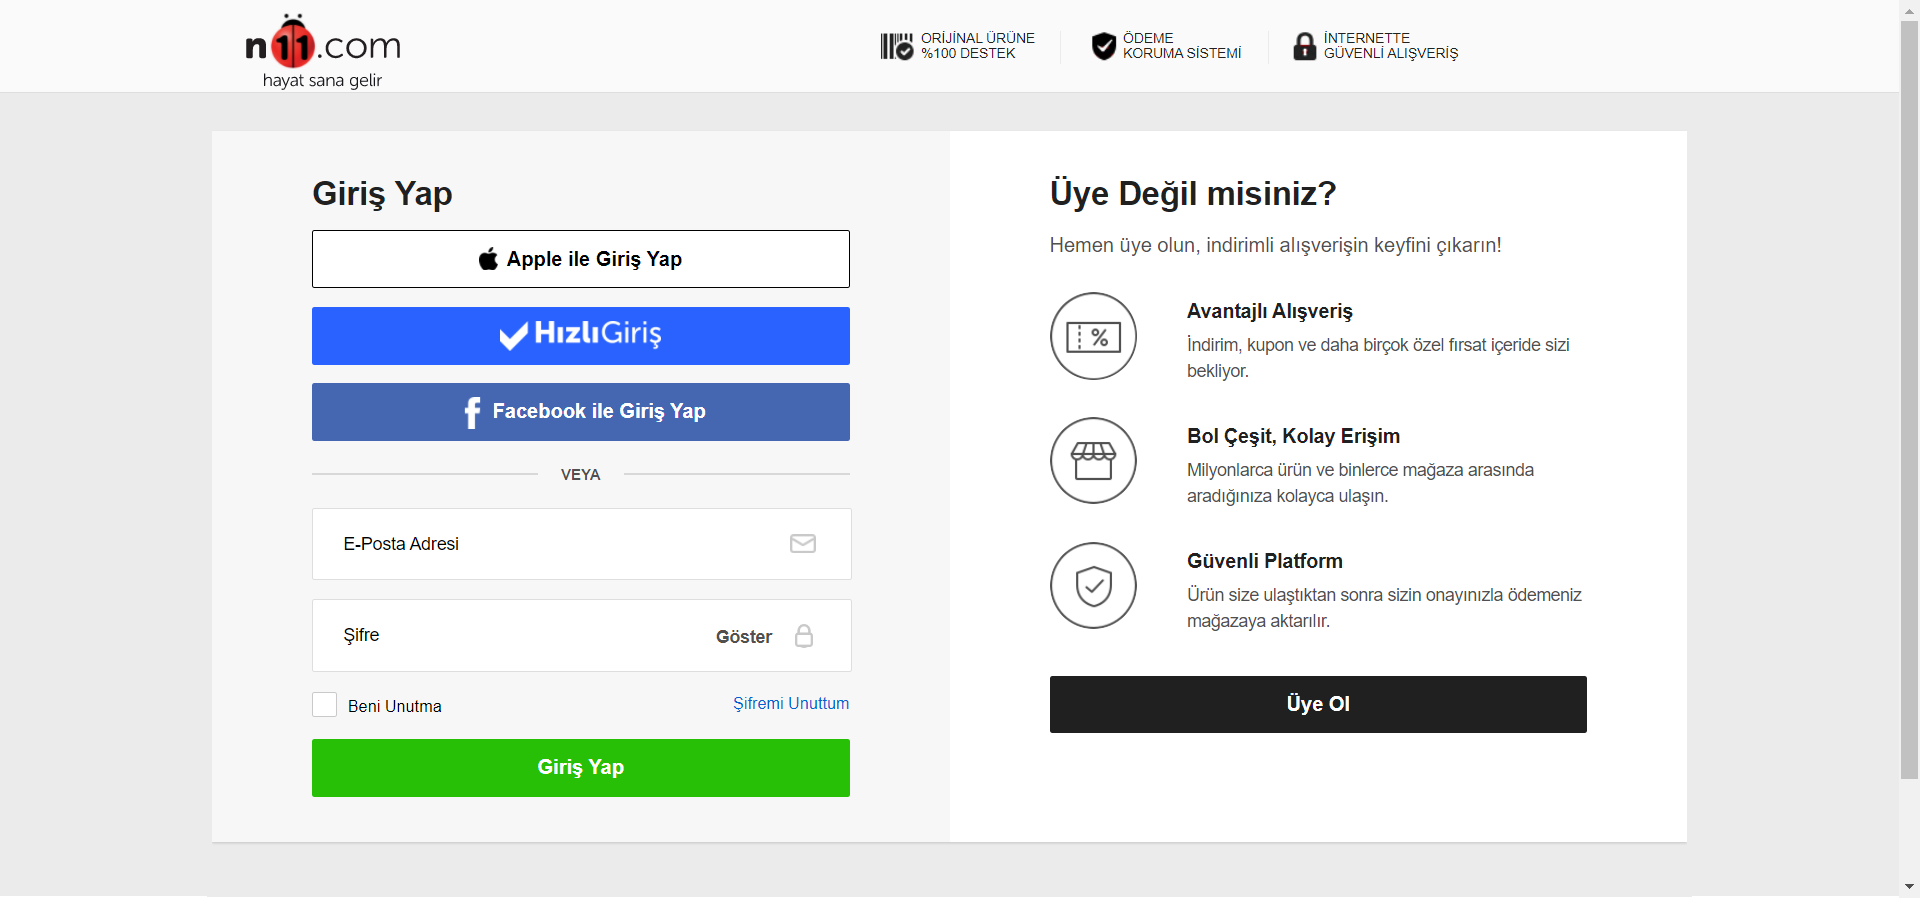 n11.com
hayat sana gelir
ORİJİNAL ÜRÜNE
%100 DESTEK
ÖDEME
KORUMA SİSTEMİ
İNTERNETTE
GÜVENLİ ALIŞVERİŞ
Giriş Yap
Apple ile Giriş Yap
HızlıGiriş
Facebook ile Giriş Yap
VEYA
E-Posta Adresi
Şifre
Göster
Beni Unutma
Şifremi Unuttum
Giriş Yap
Üye Değil misiniz?
Hemen üye olun, indirimli alışverişin keyfini çıkarın!
%
Avantajlı Alışveriş
İndirim, kupon ve daha birçok özel fırsat içeride sizi
bekliyor.
Bol Çeşit, Kolay Erişim
Milyonlarca ürün ve binlerce mağaza arasında
aradığınıza kolayca ulaşın.
Güvenli Platform
Ürün size ulaştıktan sonra sizin onayınızla ödemeniz
mağazaya aktarılır.
Üye Ol